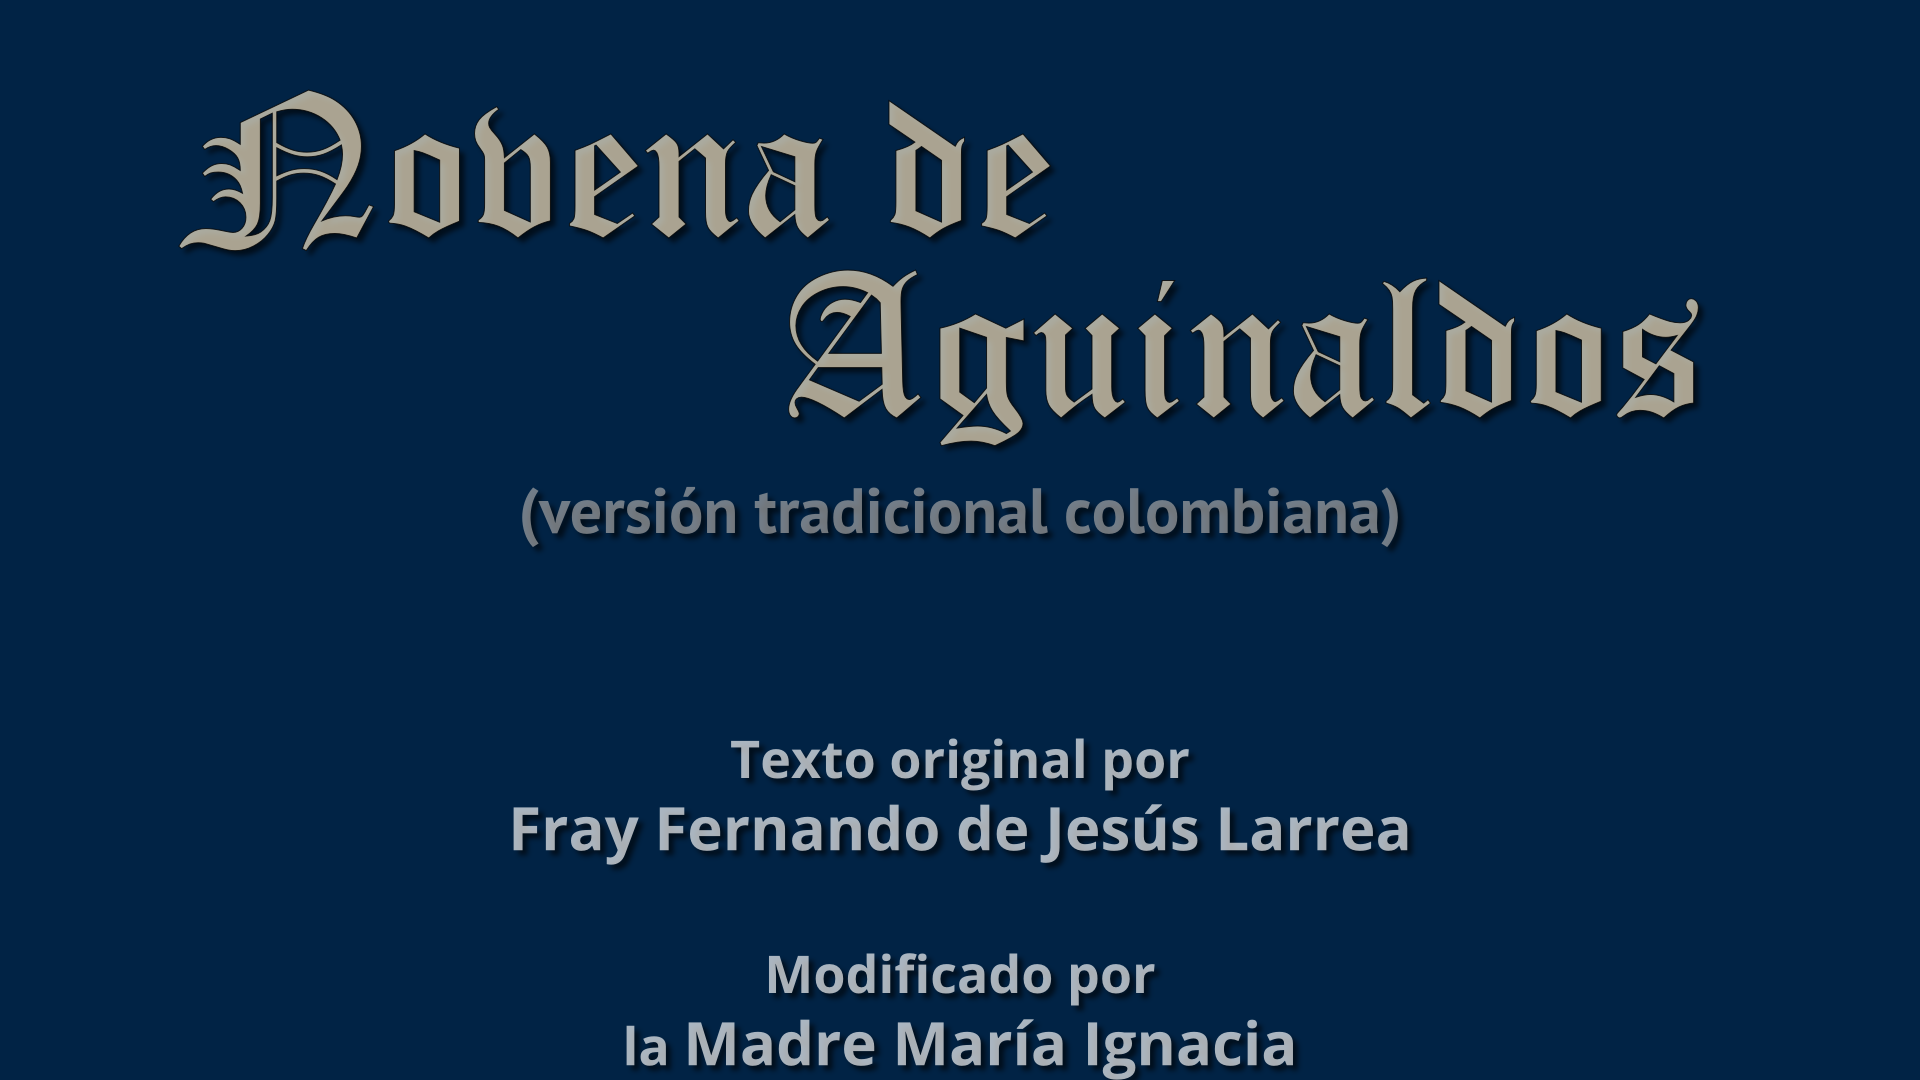 Novena de
Aguinaldos
(versión tradicional colombiana)
Texto original por
Fray Fernando de Jesús Larrea
Modificado por
la Madre María Ignacia